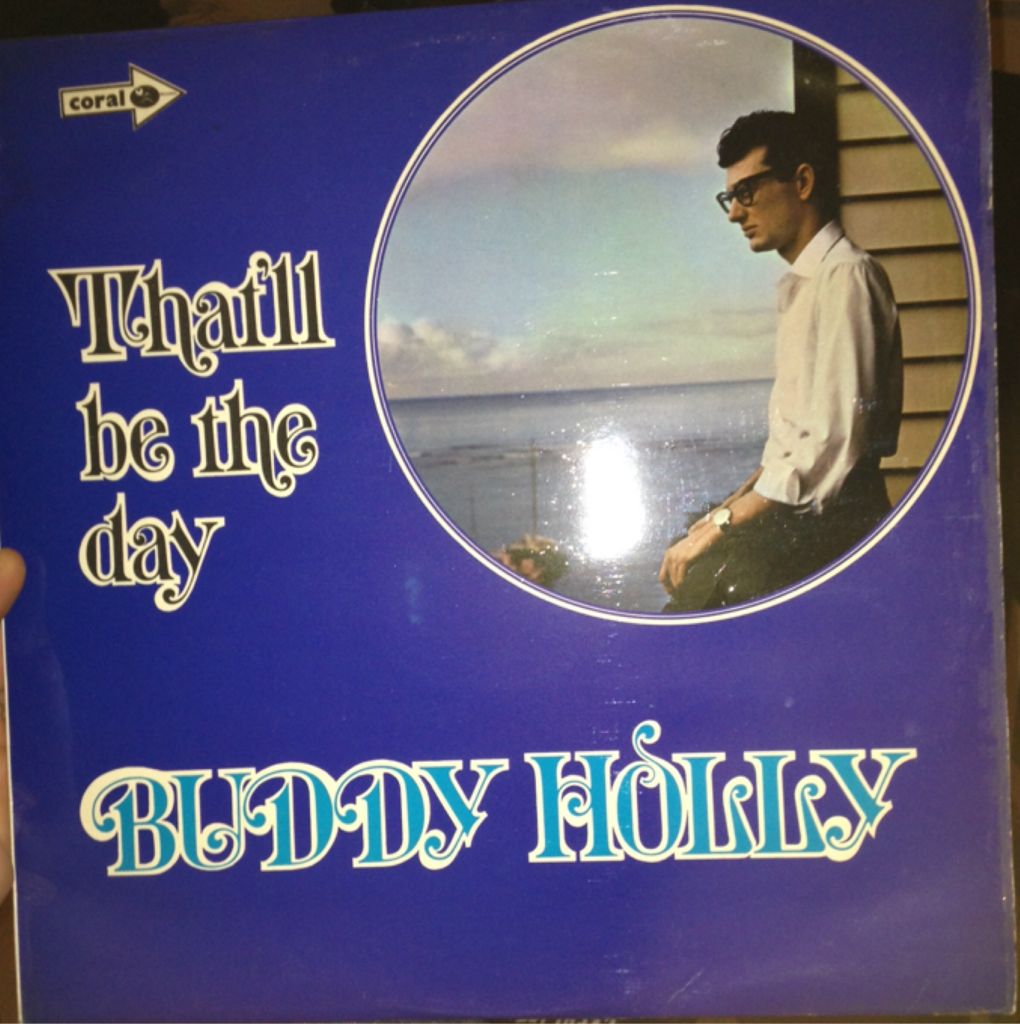 coral
That'll
be the
day
BUDDY HOLLY